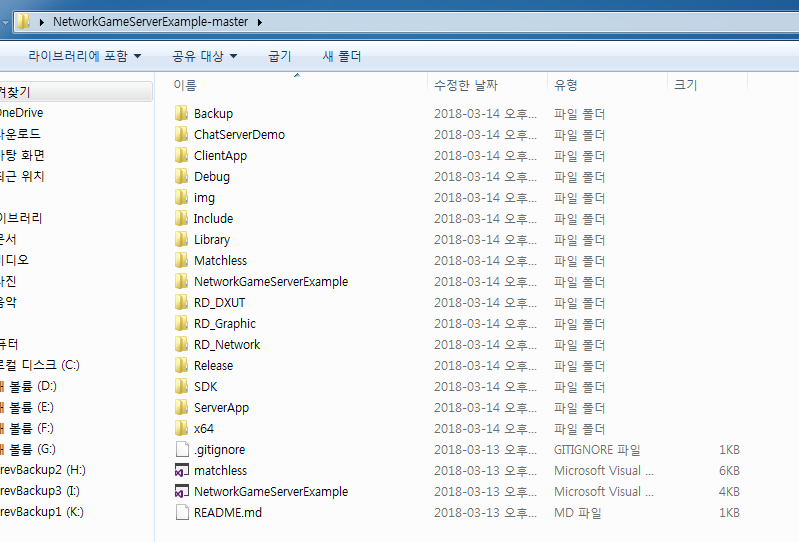 NetworkGameServerExample-master
라이브러리에 포함 공유 대상 굽기 새 폴더
이름 수정한 날짜 유형 크기
겨찾기
OneDrive
다운로드
바탕 화면
최근 위치
이브러리
문서
비디오
사진
음악
퓨터
로컬 디스크 (C:)
새 볼륨 (D:)
새 볼륨 (E:)
새 볼륨 (F:)
새 볼륨 (G:)
PrevBackup2 (H:)
PrevBackup3 (I:)
PrevBackup1 (K:)
Backup 2018-03-14 오후... 파일 폴더
ChatServerDemo 2018-03-14 오후... 파일 폴더
ClientApp 2018-03-14 오후... 파일 폴더
Debug 2018-03-14 오후... 파일 폴더
img 2018-03-14 오후... 파일 폴더
Include 2018-03-14 오후... 파일 폴더
Library 2018-03-14 오후... 파일 폴더
Matchless 2018-03-14 오후... 파일 폴더
NetworkGameServerExample 2018-03-14 오후... 파일 폴더
RD_DXUT 2018-03-14 오후... 파일 폴더
RD_Graphic 2018-03-14 오후... 파일 폴더
RD_Network 2018-03-14 오후... 파일 폴더
Release 2018-03-14 오후... 파일 폴더
SDK 2018-03-14 오후... 파일 폴더
ServerApp 2018-03-14 오후... 파일 폴더
x64 2018-03-14 오후... 파일 폴더
.gitignore 2018-03-13 오후... GITIGNORE 파일 1KB
matchless 2018-03-13 오후... Microsoft Visual ... 6KB
NetworkGameServerExample 2018-03-13 오후... Microsoft Visual ... 4KB
README.md 2018-03-13 오후... MD 파일 1KB